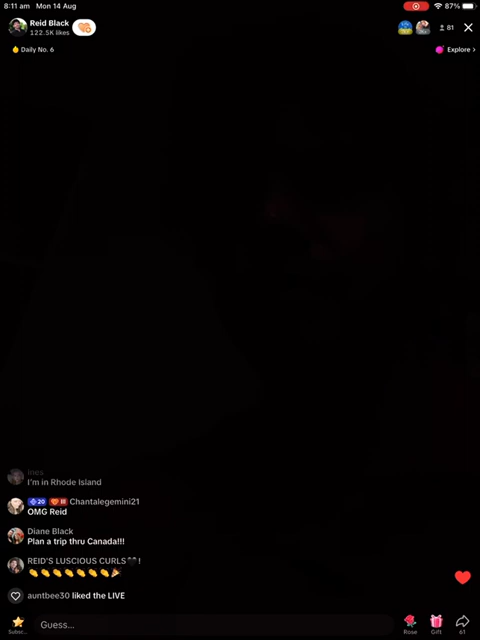 8:11 am Mon 14 Aug
87%
Reid Black
122.5K likes
81
Daily No. 6
Explore
Ines
I'm in Rhode Island
20 Chantalegemini21
OMG Reid
Diane Black
Plan a trip thru Canada!!!
REID'S LUSCIOUS CURLS🖤!
👏👏👏👏👏👏👏🎉
auntbee30 liked the LIVE
Subsc...
Guess...
Rose
Gift
61